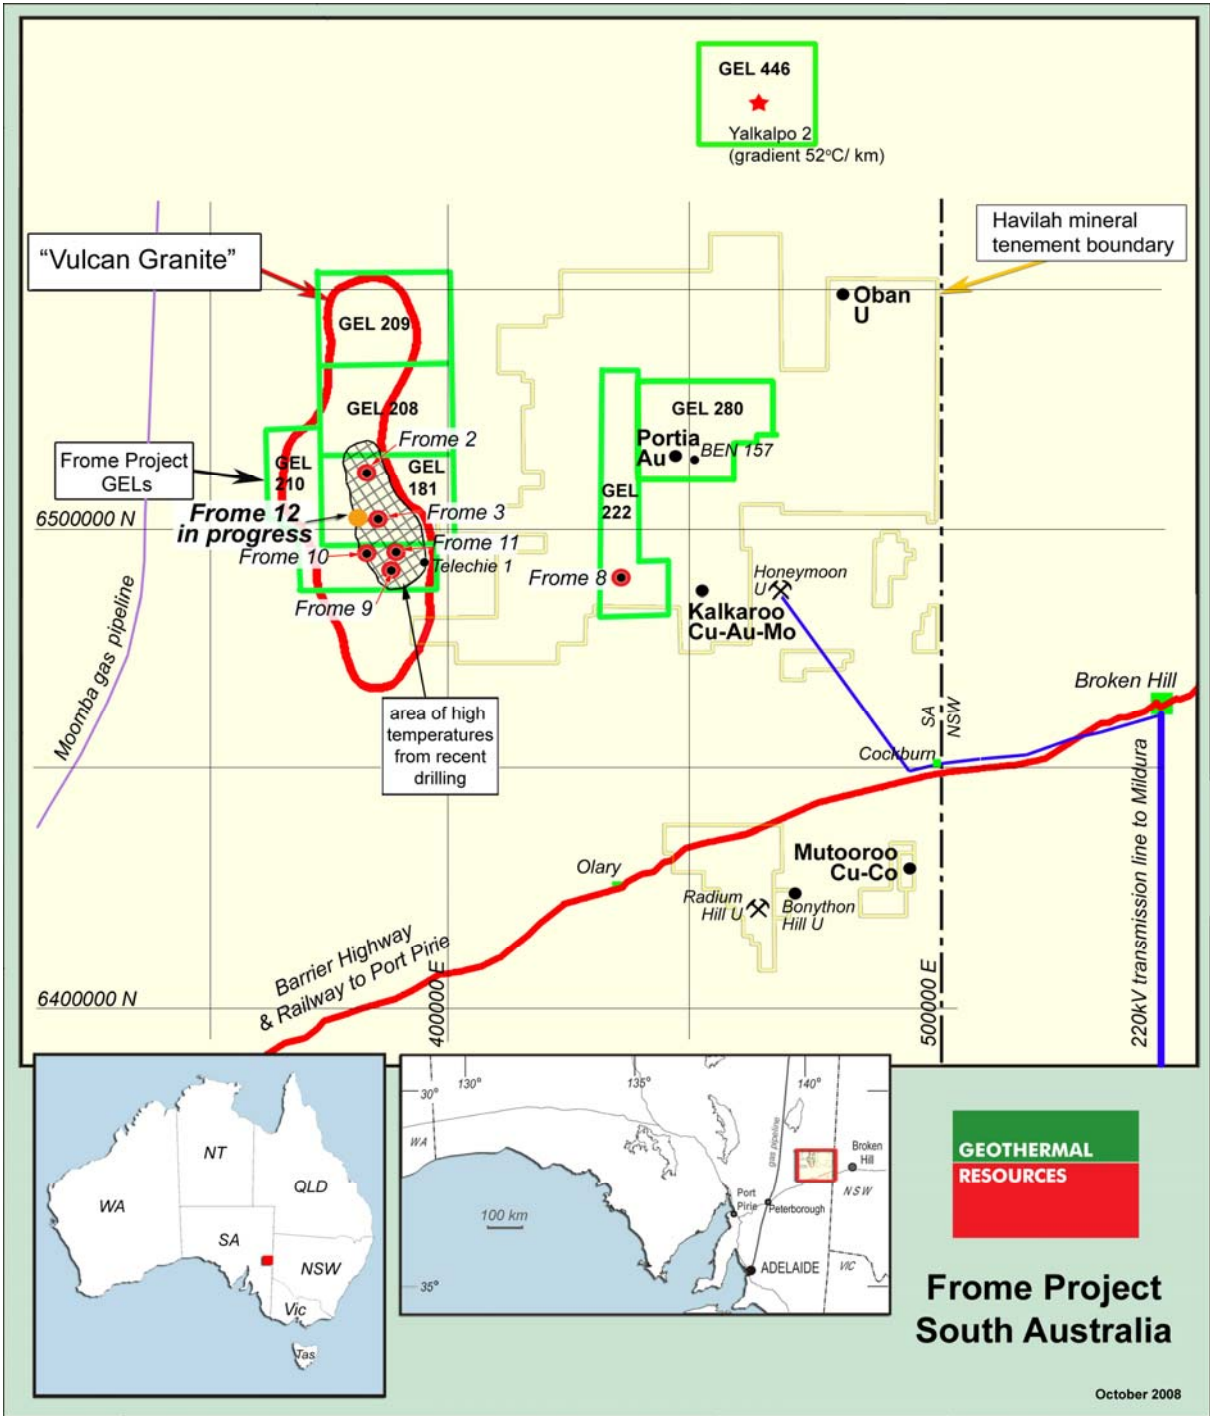 GEL 446
Yalkalpo 2
(gradient 52°C/ km)
Havilah mineral
tenement boundary
"Vulcan Granite"
Oban
U
GEL 209
GEL 208
GEL 280
Portia
Au
BEN 157
Frome 2
Frome Project
GELs
GEL
210
GEL
181
GEL
222
6500000 N
Frome 12
in progress
Frome 3
Frome 10
Frome 11
Telechie 1
Frome 9
Frome 8
Honeymoon
U
Kalkaroo
Cu-Au-Mo
Moomba gas pipeline
area of high
temperatures
from recent
drilling
Broken Hill
SA
NSW
Cockburn
Olary
Mutooroo
Cu-Co
Radium
Hill U
Bonython
Hill U
Barrier Highway
& Railway to Port Pirie
6400000 N
400000 E
500000 E
220kV transmission line to Mildura
WA
NT
QLD
SA
NSW
Vic
Tas
130°
135°
140°
30°
WA
gas pipeline
Broken
Hill
NSW
Port
Pirie
Peterborough
100 km
ADELAIDE
VIC
35°
GEOTHERMAL
RESOURCES
Frome Project
South Australia
October 2008